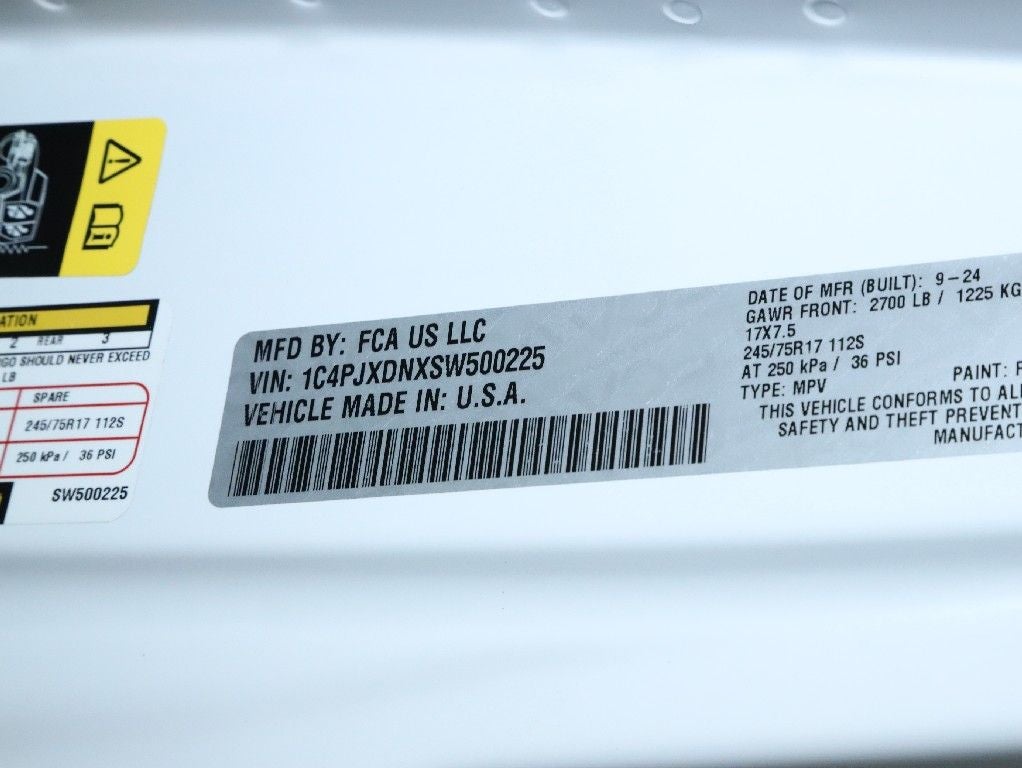 ATION
2 REAR 3
RGO SHOULD NEVER EXCEED
LB
SPARE
245/75R17 112S
250 kPa / 36 PSI
SW500225
MFD BY: FCA US LLC
VIN: 1C4PJXDNXSW500225
VEHICLE MADE IN: U.S.A.
DATE OF MFR (BUILT): 9-24
GAWR FRONT: 2700 LB / 1225 KG
17X7.5
245/75R17 112S
AT 250 kPa / 36 PSI
TYPE: MPV
PAINT:
THIS VEHICLE CONFORMS TO ALL
SAFETY AND THEFT PREVENT
MANUFACT